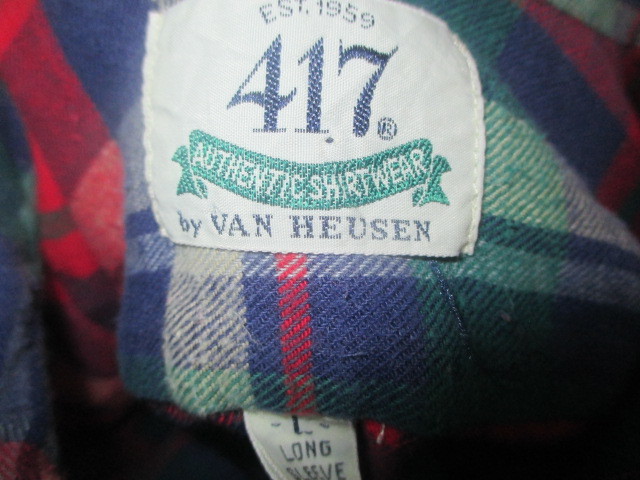 EST. 1959
417®
AUTHENTIC SHIRTWEAR
by VAN HEUSEN
- L -
LONG
SLEEVE